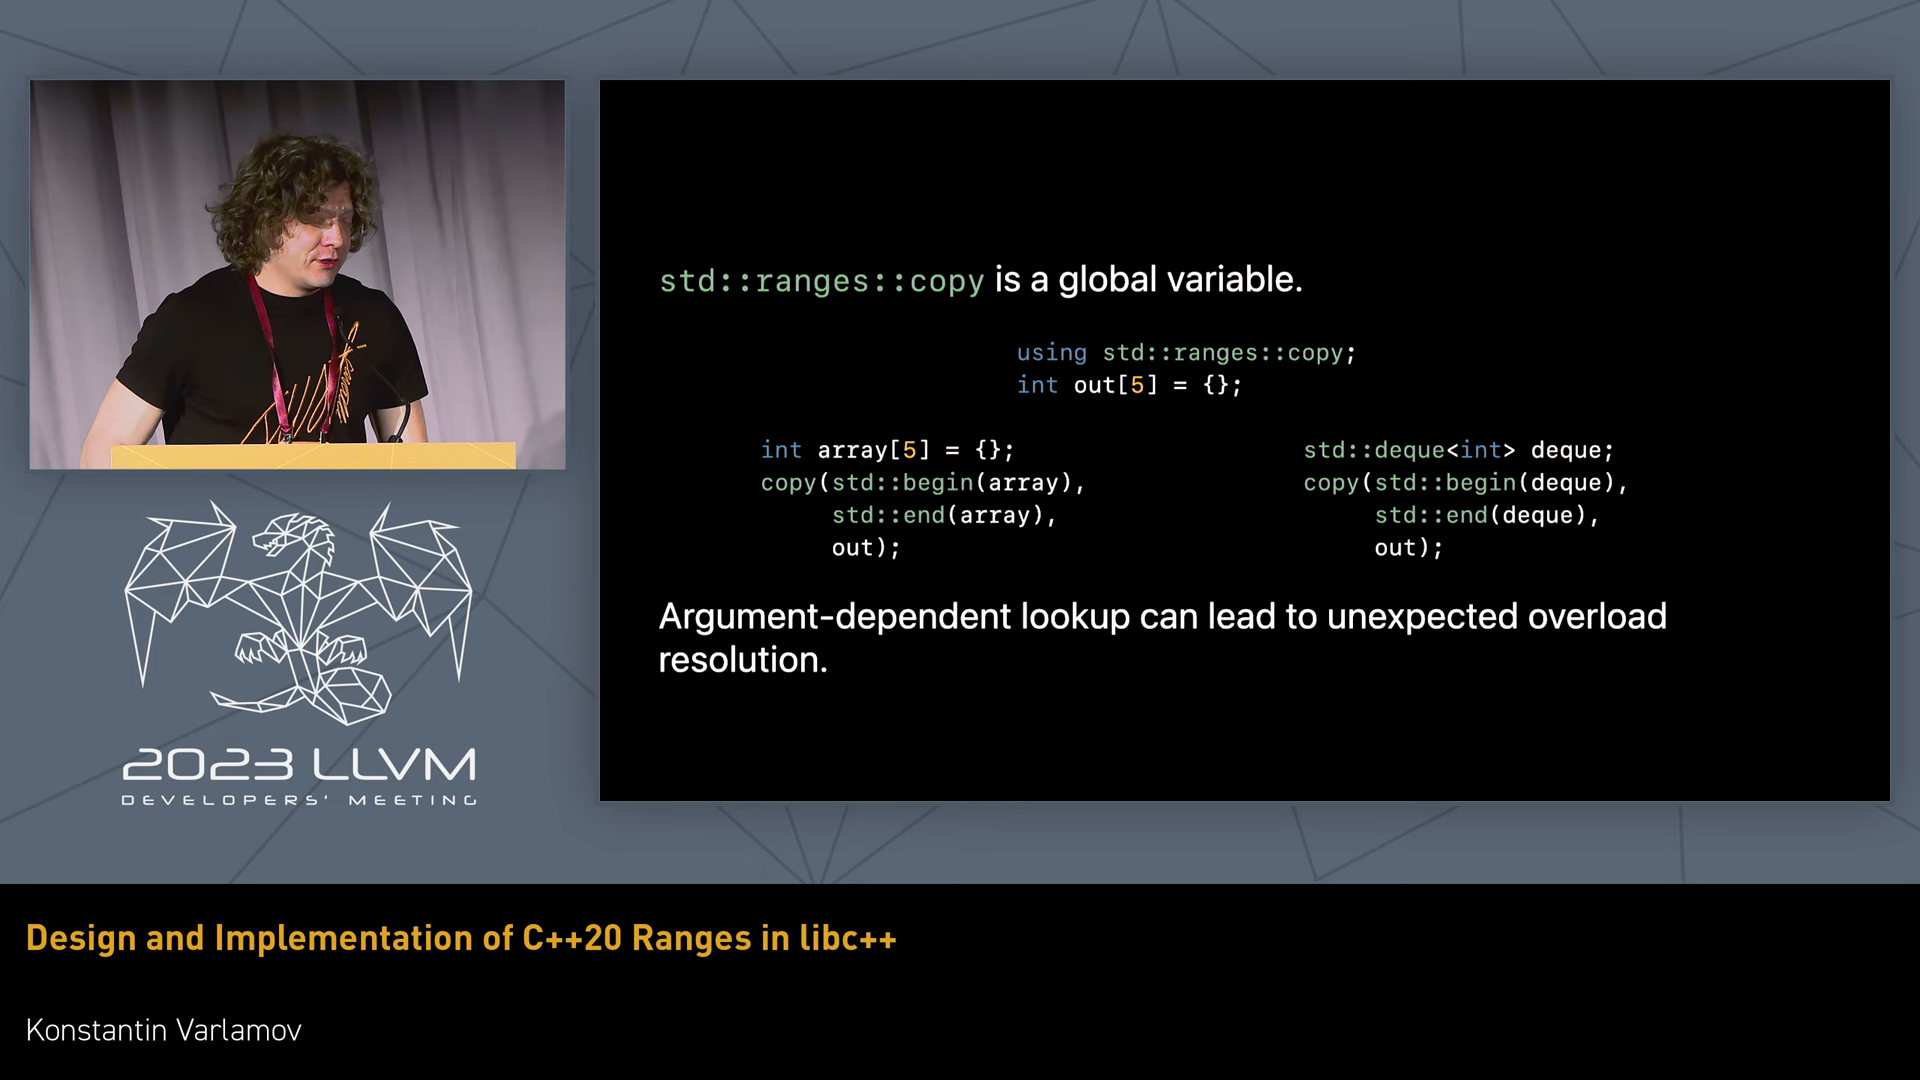 std::ranges::copy is a global variable.
using std::ranges::copy;
int out[5] = {};
int array[5] = {};
copy(std::begin(array),
std::end(array),
out);
std::deque<int> deque;
copy(std::begin(deque),
std::end(deque),
out);
Argument-dependent lookup can lead to unexpected overload
resolution.
2023 LLVM
DEVELOPERS' MEETING
Design and Implementation of C++20 Ranges in libc++
Konstantin Varlamov